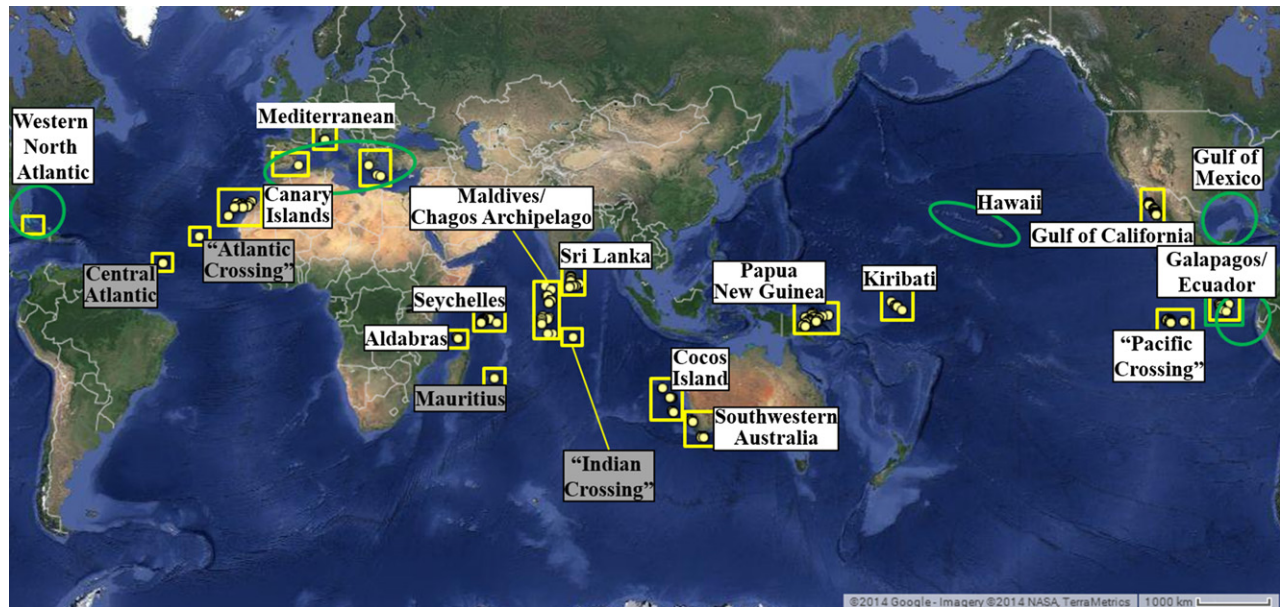 Western
North
Atlantic
Mediterranean
Canary
Islands
"Atlantic
Crossing"
Central
Atlantic
Maldives/
Chagos Archipelago
Sri Lanka
Seychelles
Aldabras
Mauritius
"Indian
Crossing"
Cocos
Island
Southwestern
Australia
Papua
New Guinea
Kiribati
Hawaii
Gulf of
Mexico
Gulf of California
Galapagos/
Ecuador
"Pacific
Crossing"
©2014 Google - Imagery ©2014 NASA, TerraMetrics
1000 km